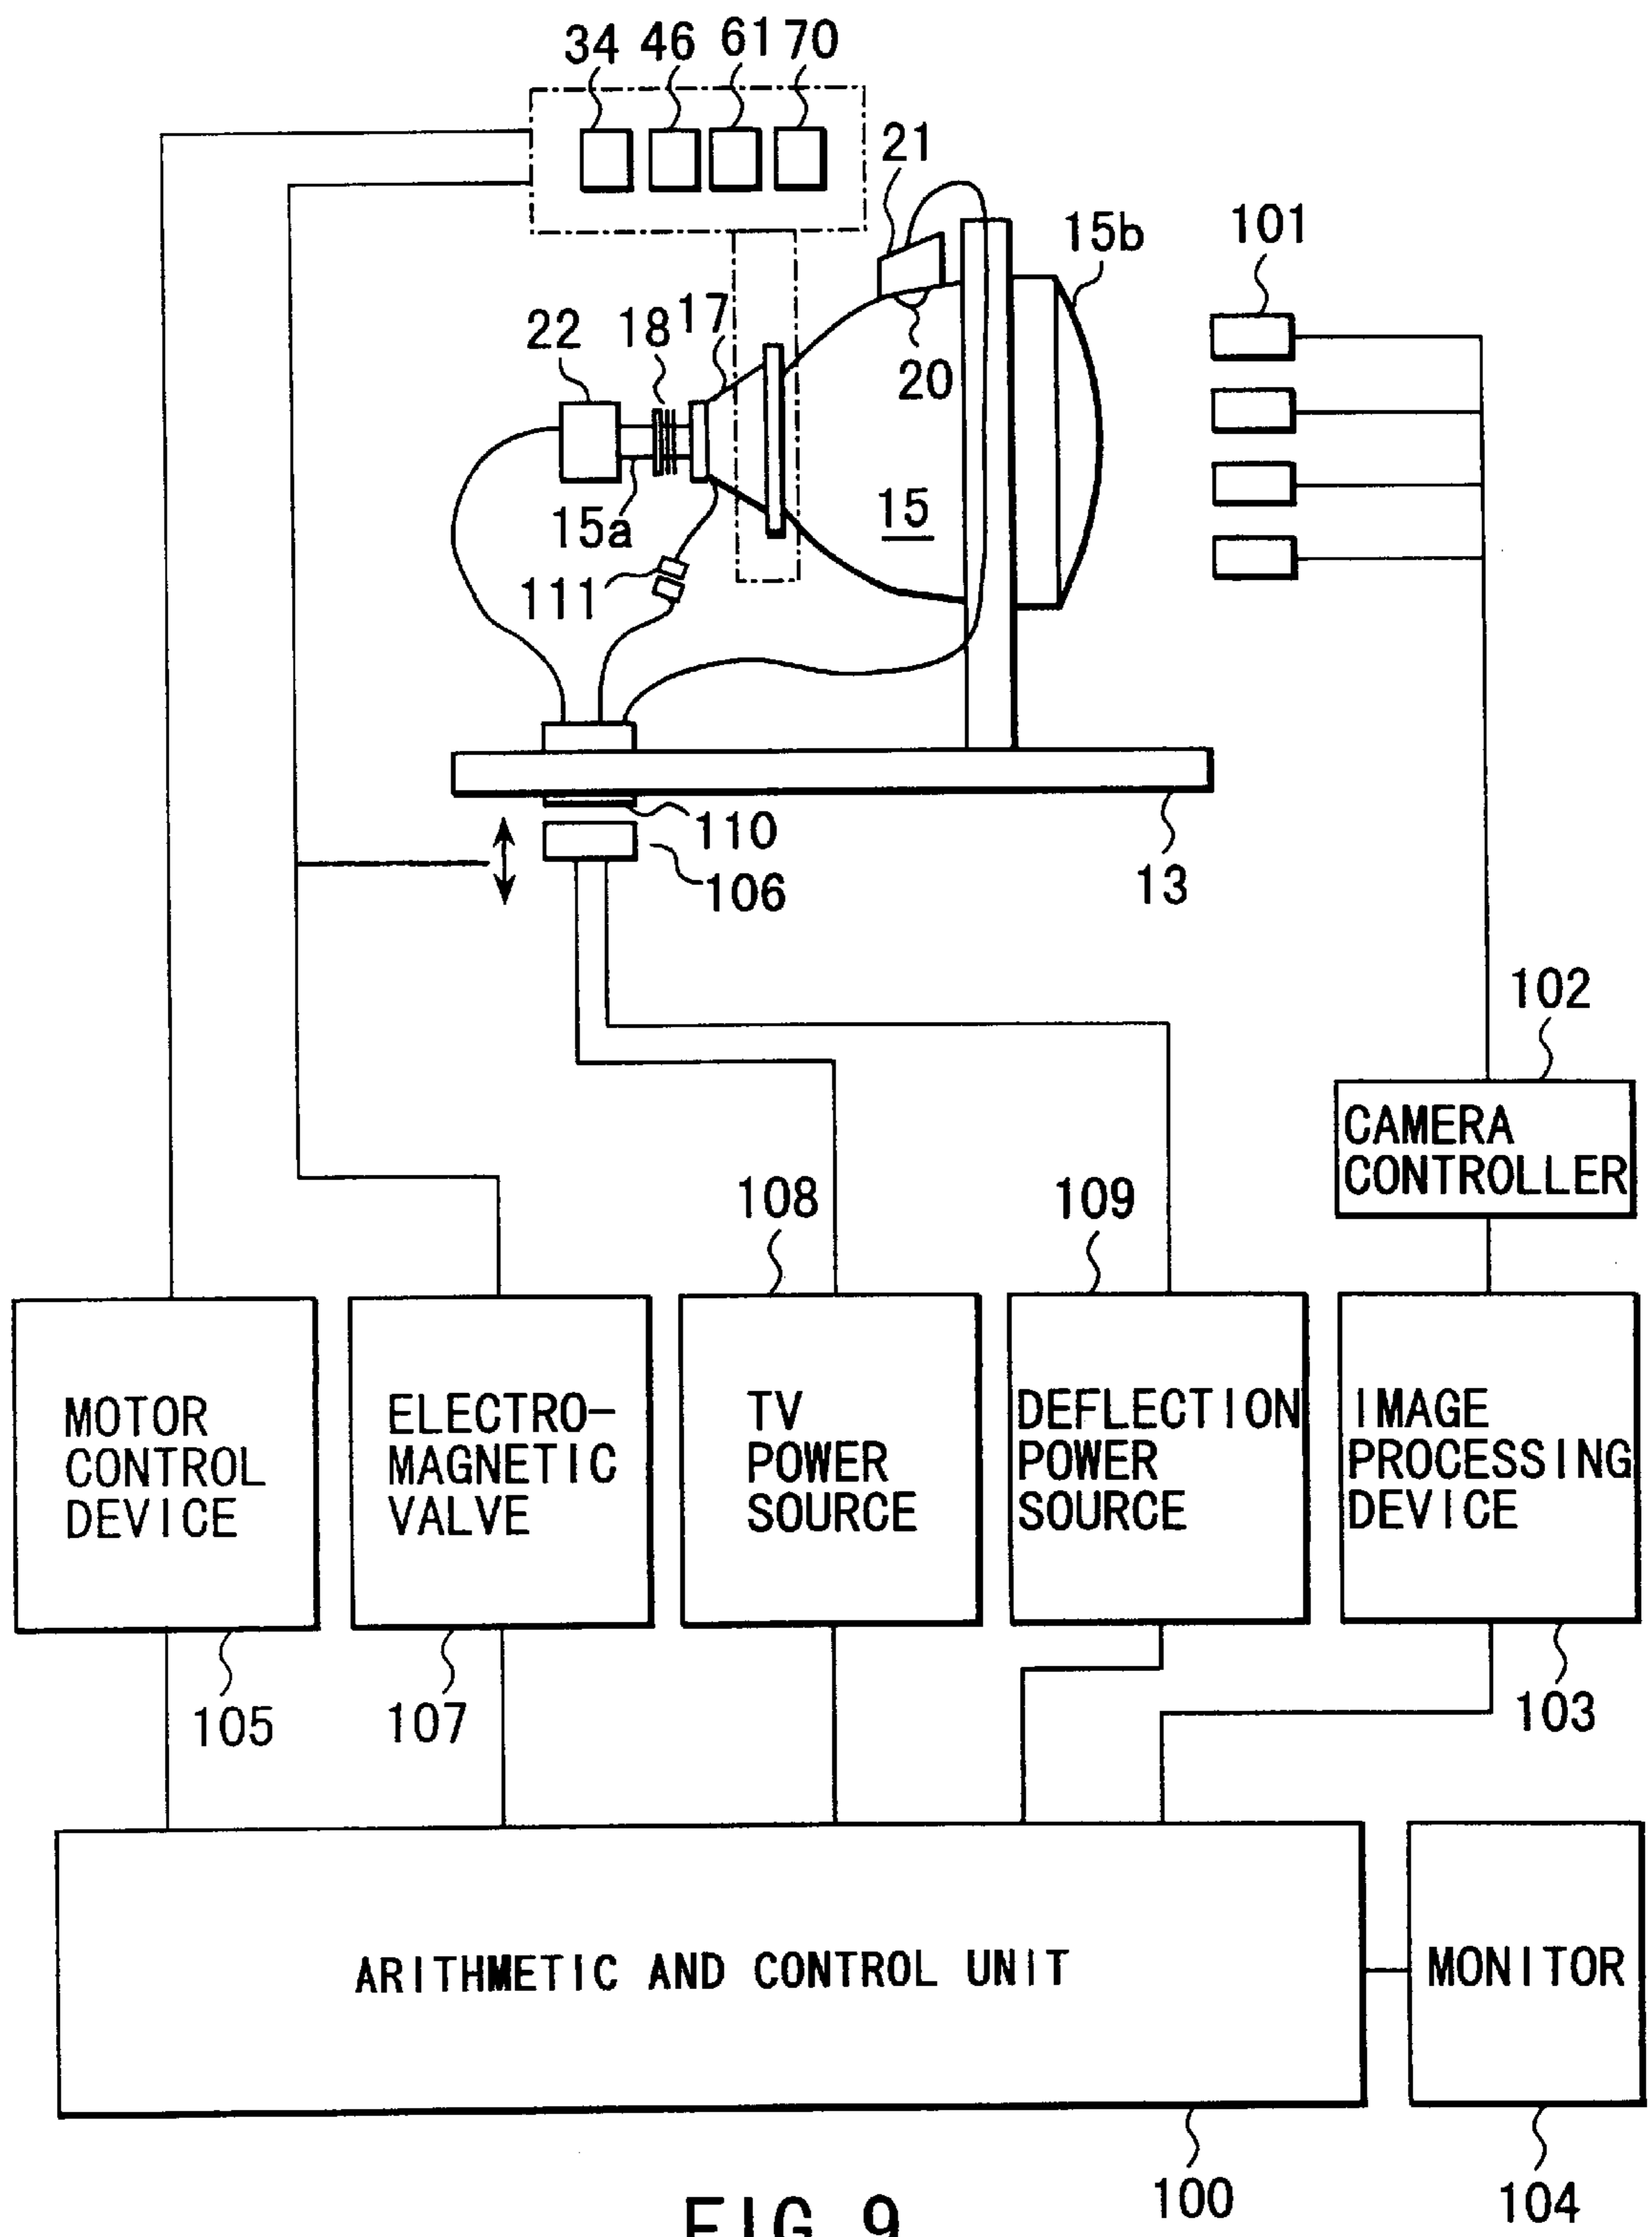 34 46 61 70
21
15b
101
22
18
17
20
15a
15
111
110
106
13
102
CAMERA
CONTROLLER
108
109
MOTOR
CONTROL
DEVICE
ELECTRO-
MAGNETIC
VALVE
TV
POWER
SOURCE
DEFLECTION
POWER
SOURCE
IMAGE
PROCESSING
DEVICE
105
107
103
ARITHMETIC AND CONTROL UNIT
MONITOR
100
104
FIG. 9